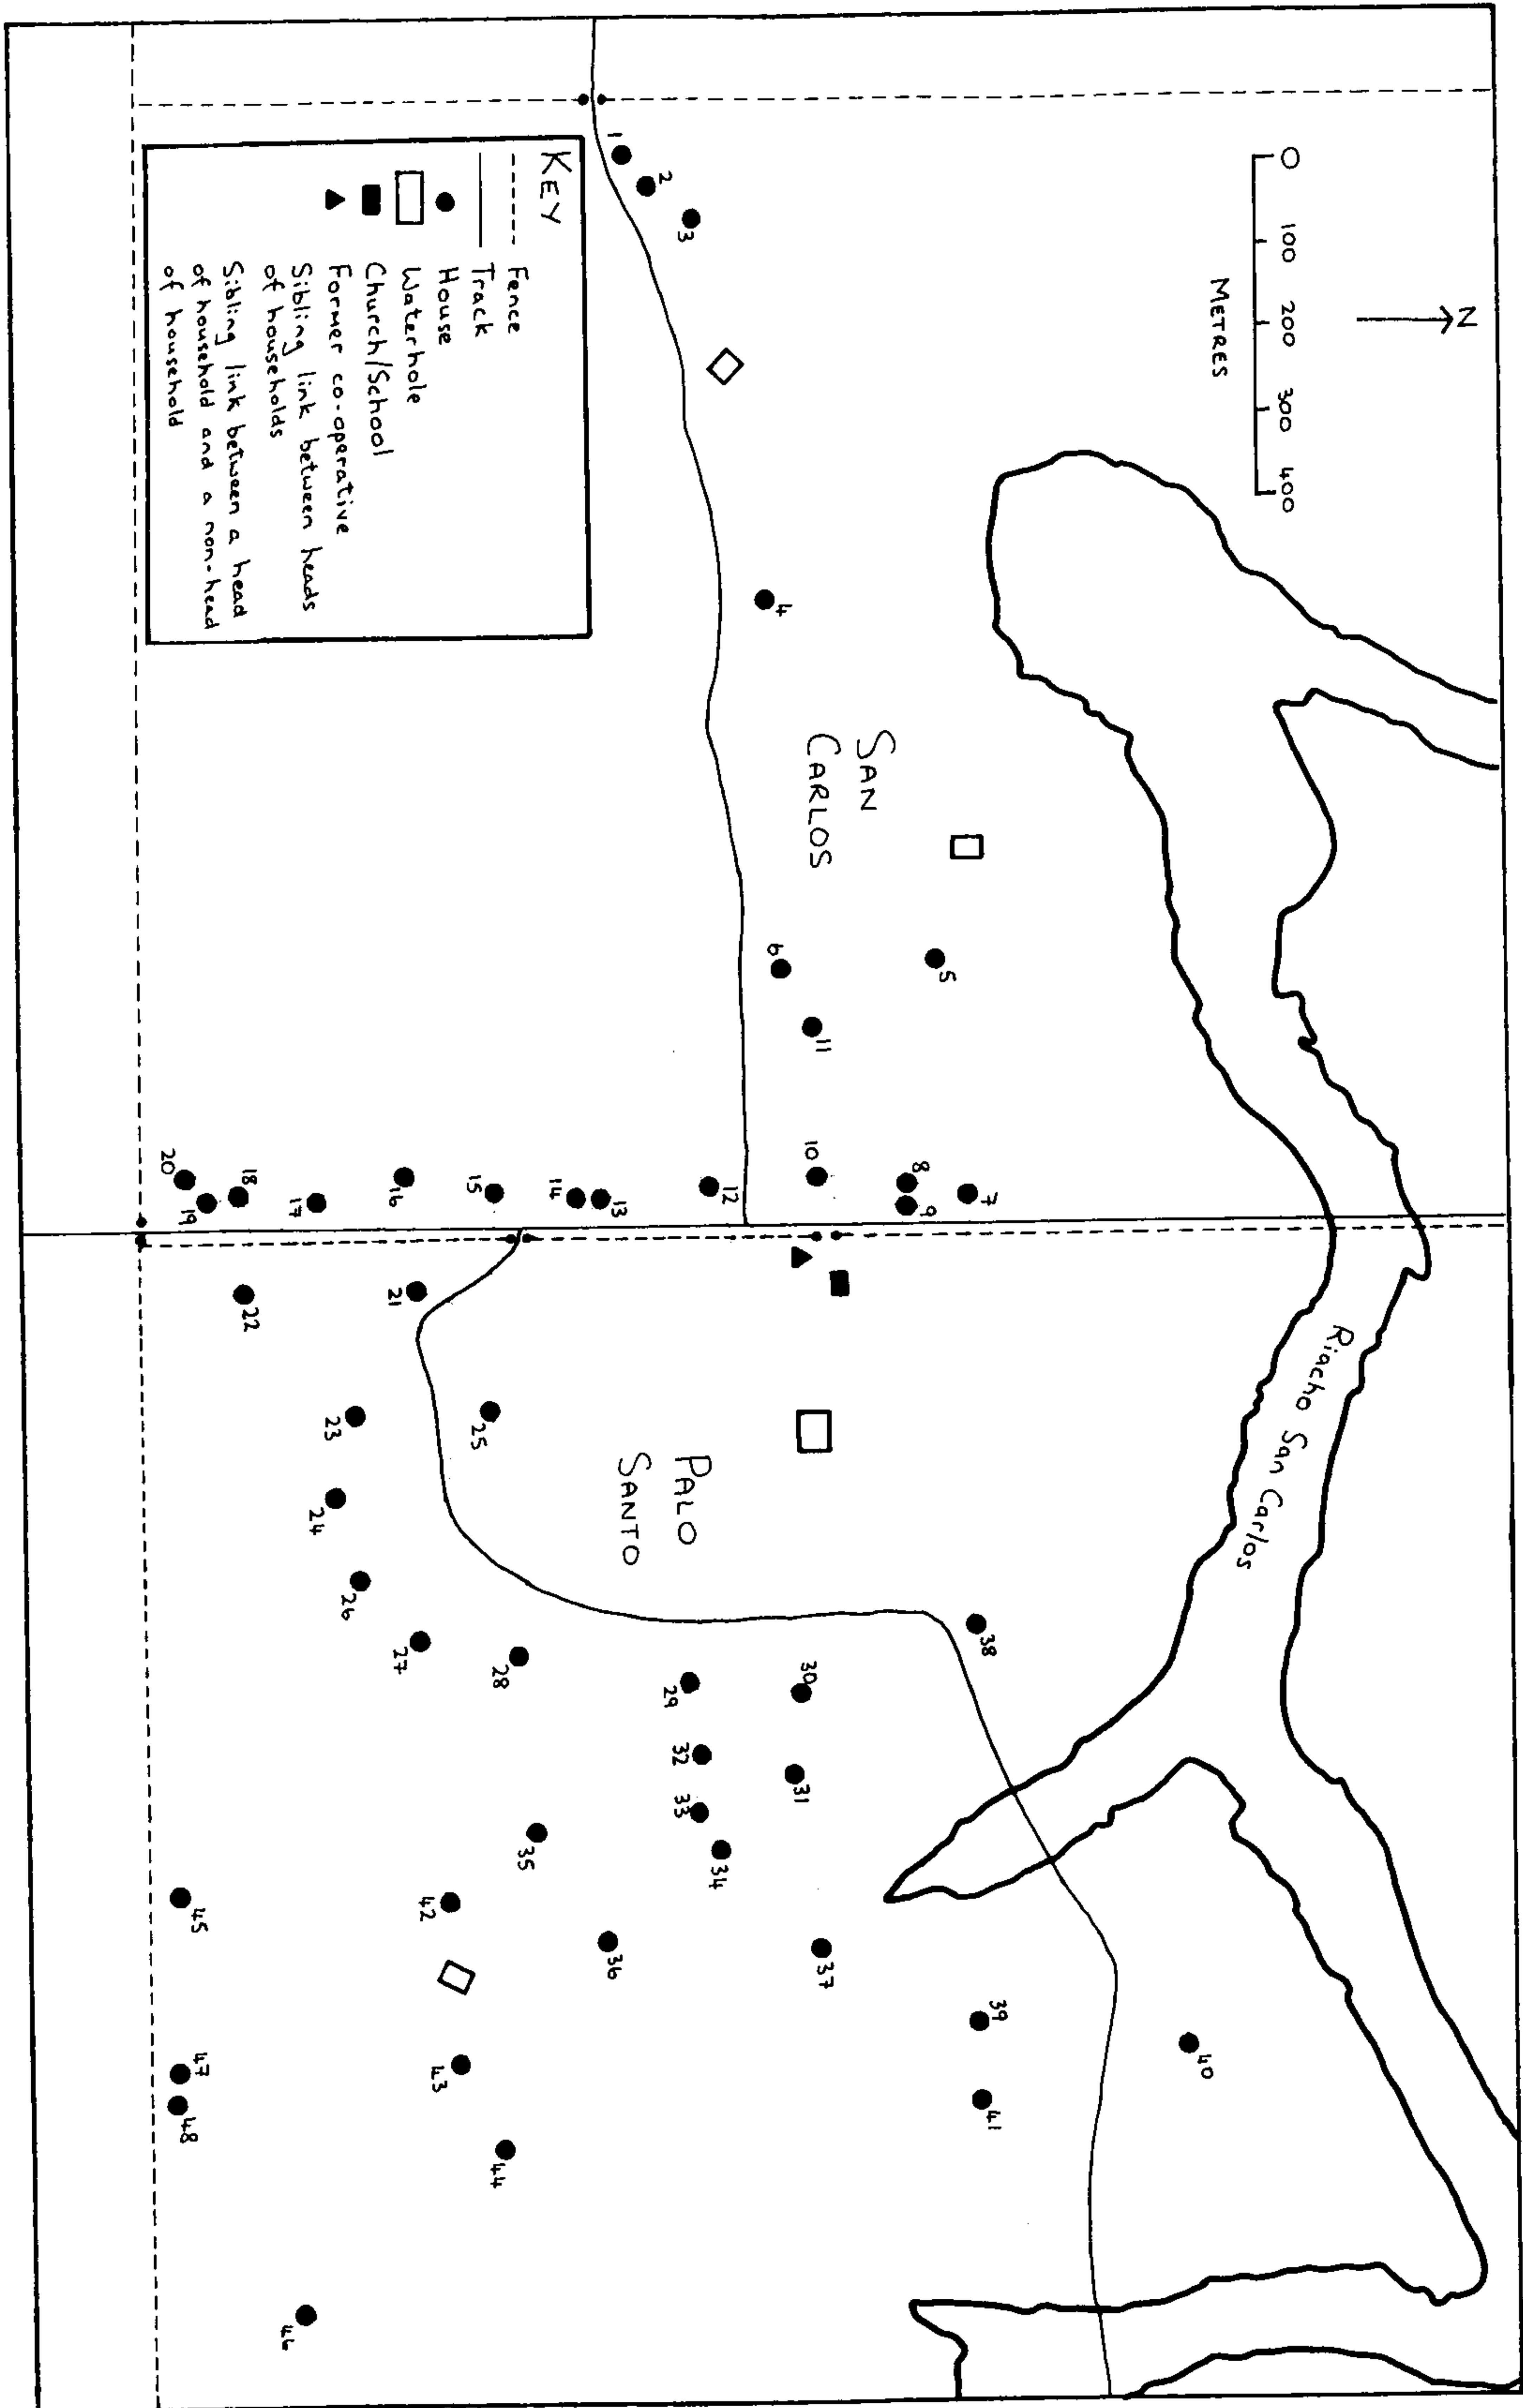 N
0 100 200 300 400
METRES
Riacho San Carlos
SAN
CARLOS
PALO
SANTO
1
2
3
4
5
6
7
8
9
10
11
12
13
14
15
16
17
18
19
20
21
22
23
24
25
26
27
28
29
30
31
32
33
34
35
36
37
38
39
40
41
42
43
44
45
46
47
48
KEY
Fence
Track
House
Waterhole
Church/School
Former co-operative
Sibling link between heads
of households
Sibling link between a head
of household and a non-head
of household